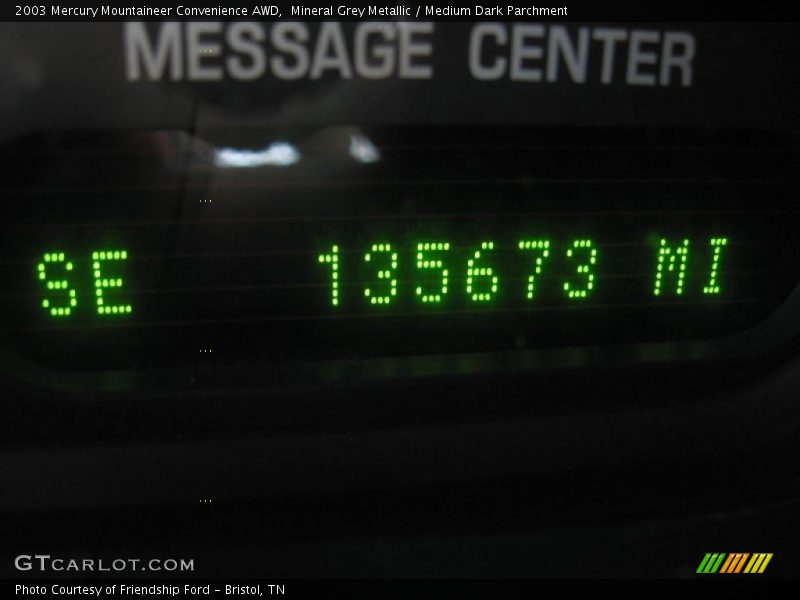 2003 Mercury Mountaineer Convenience AWD,  Mineral Grey Metallic / Medium Dark Parchment
MESSAGE CENTER
SE 135673 MI
GTCARLOT.COM
Photo Courtesy of Friendship Ford - Bristol, TN